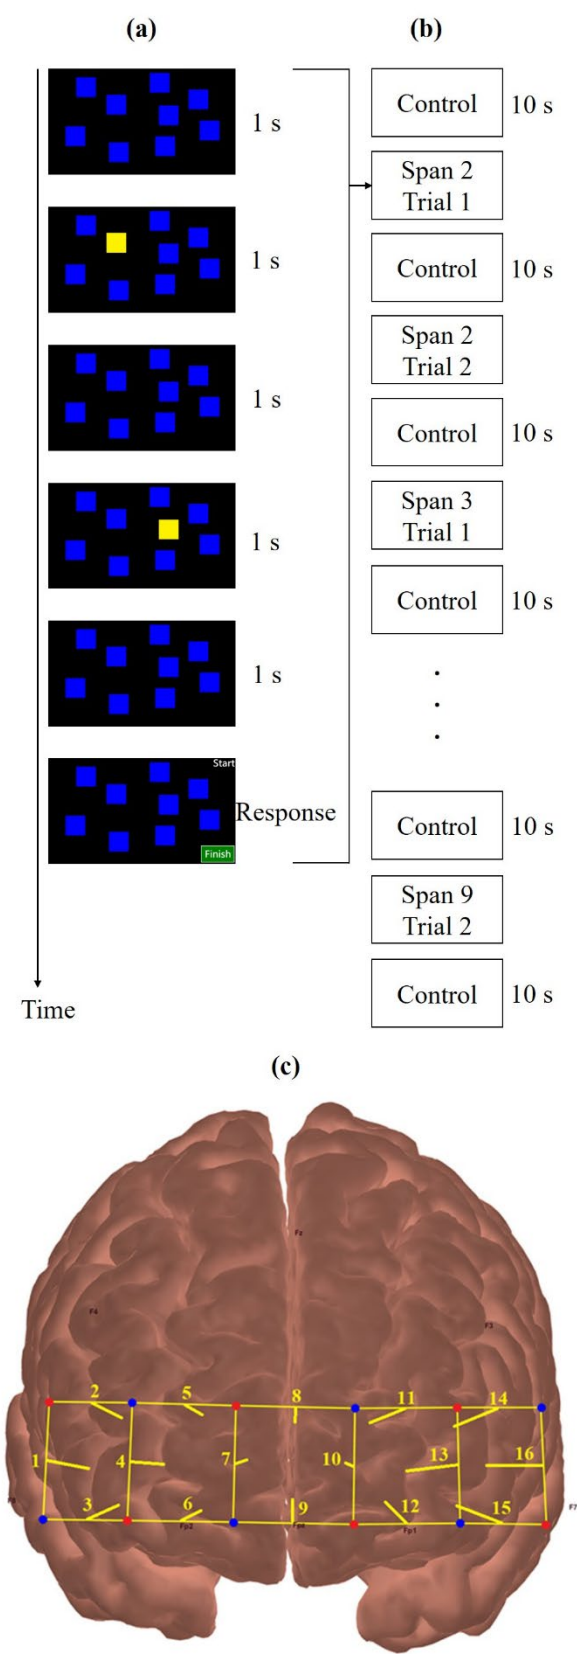 (a)
1 s
1 s
1 s
1 s
1 s
Start
Response
Finish
Time
(b)
Control 10 s
Span 2
Trial 1
Control 10 s
Span 2
Trial 2
Control 10 s
Span 3
Trial 1
Control 10 s
Control 10 s
Span 9
Trial 2
Control 10 s
(c)
Fz
F4 F3
2 5 8 11 14
1 4 7 10 13 16
F8 F7
3 6 9 12 15
Fp2 Fpz Fp1